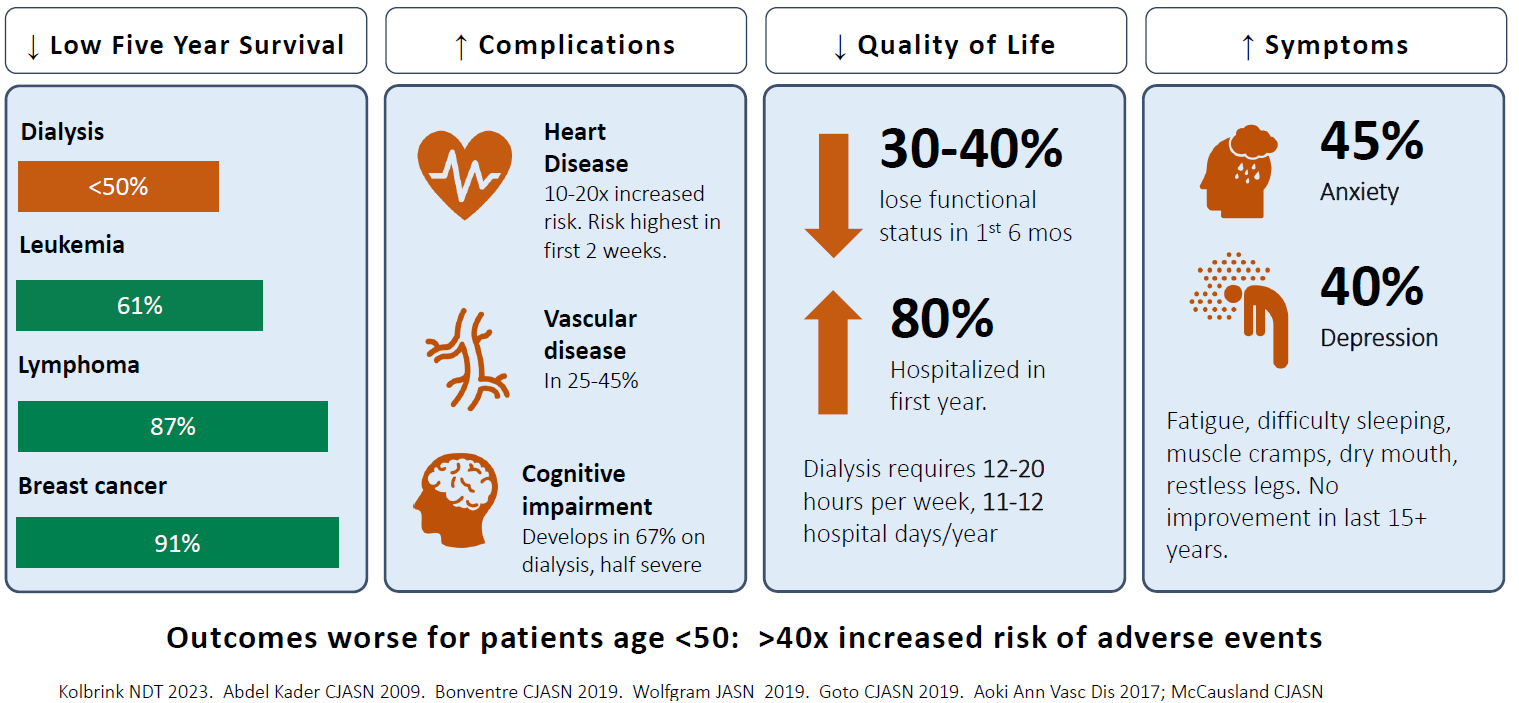 ↓ Low Five Year Survival
Dialysis
<50%
Leukemia
61%
Lymphoma
87%
Breast cancer
91%
↑ Complications
Heart
Disease
10-20x increased
risk. Risk highest in
first 2 weeks.
Vascular
disease
In 25-45%
Cognitive
impairment
Develops in 67% on
dialysis, half severe
↓ Quality of Life
30-40%
lose functional
status in 1st 6 mos
80%
Hospitalized in
first year.
Dialysis requires 12-20
hours per week, 11-12
hospital days/year
↑ Symptoms
45%
Anxiety
40%
Depression
Fatigue, difficulty sleeping,
muscle cramps, dry mouth,
restless legs. No
improvement in last 15+
years.
Outcomes worse for patients age <50: >40x increased risk of adverse events
Kolbrink NDT 2023. Abdel Kader CJASN 2009. Bonventre CJASN 2019. Wolfgram JASN 2019. Goto CJASN 2019. Aoki Ann Vasc Dis 2017; McCausland CJASN